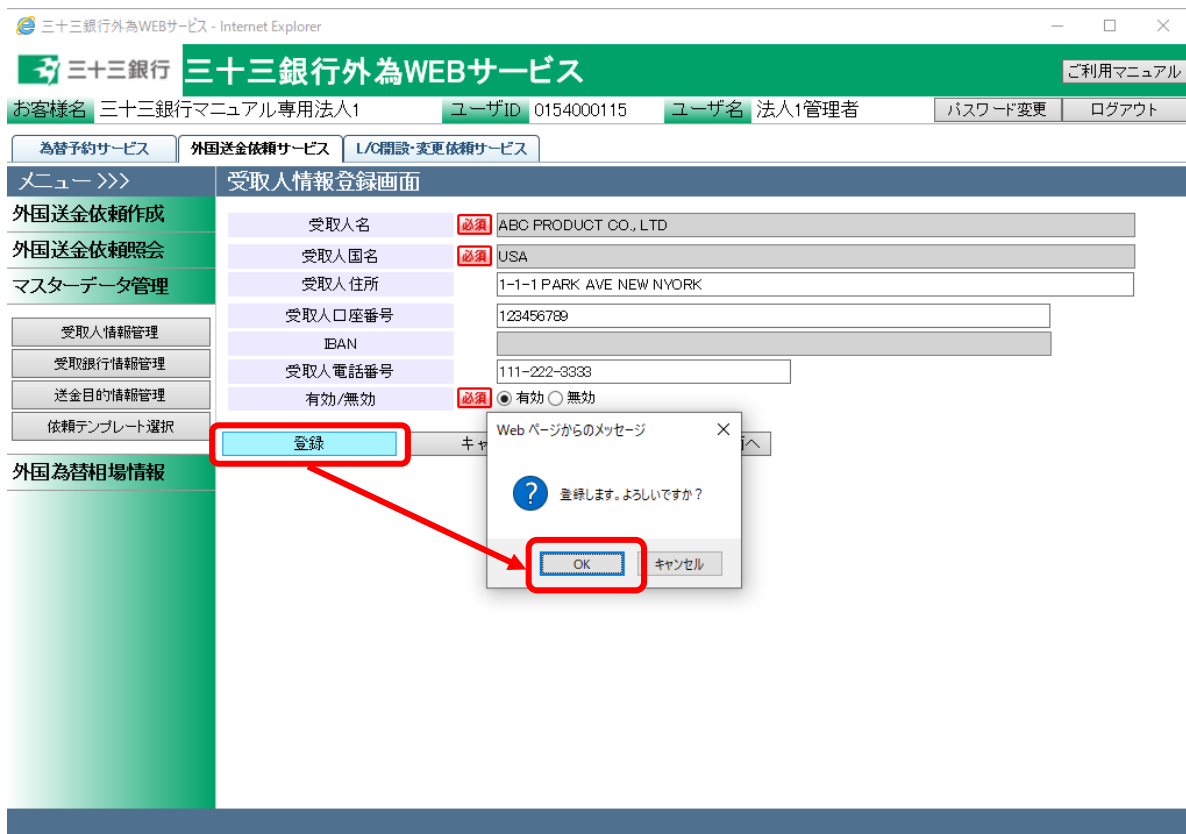 三十三銀行外為WEBサービス - Internet Explorer
三十三銀行 三十三銀行外為WEBサービス ご利用マニュアル
お客様名 三十三銀行マニュアル専用法人1 ユーザID 0154000115 ユーザ名 法人1管理者 パスワード変更 ログアウト
為替予約サービス 外国送金依頼サービス L/C開設・変更依頼サービス
メニュー >>> 受取人情報登録画面
外国送金依頼作成
外国送金依頼照会
マスターデータ管理
受取人情報管理
受取銀行情報管理
送金目的情報管理
依頼テンプレート選択
外国為替相場情報
受取人名 必須 ABC PRODUCT CO., LTD
受取人国名 必須 USA
受取人住所 1-1-1 PARK AVE NEW NYORK
受取人口座番号 123456789
IBAN
受取人電話番号 111-222-3333
有効/無効 必須 有効 無効
登録 キャ へ
Web ページからのメッセージ
登録します。よろしいですか？
OK キャンセル